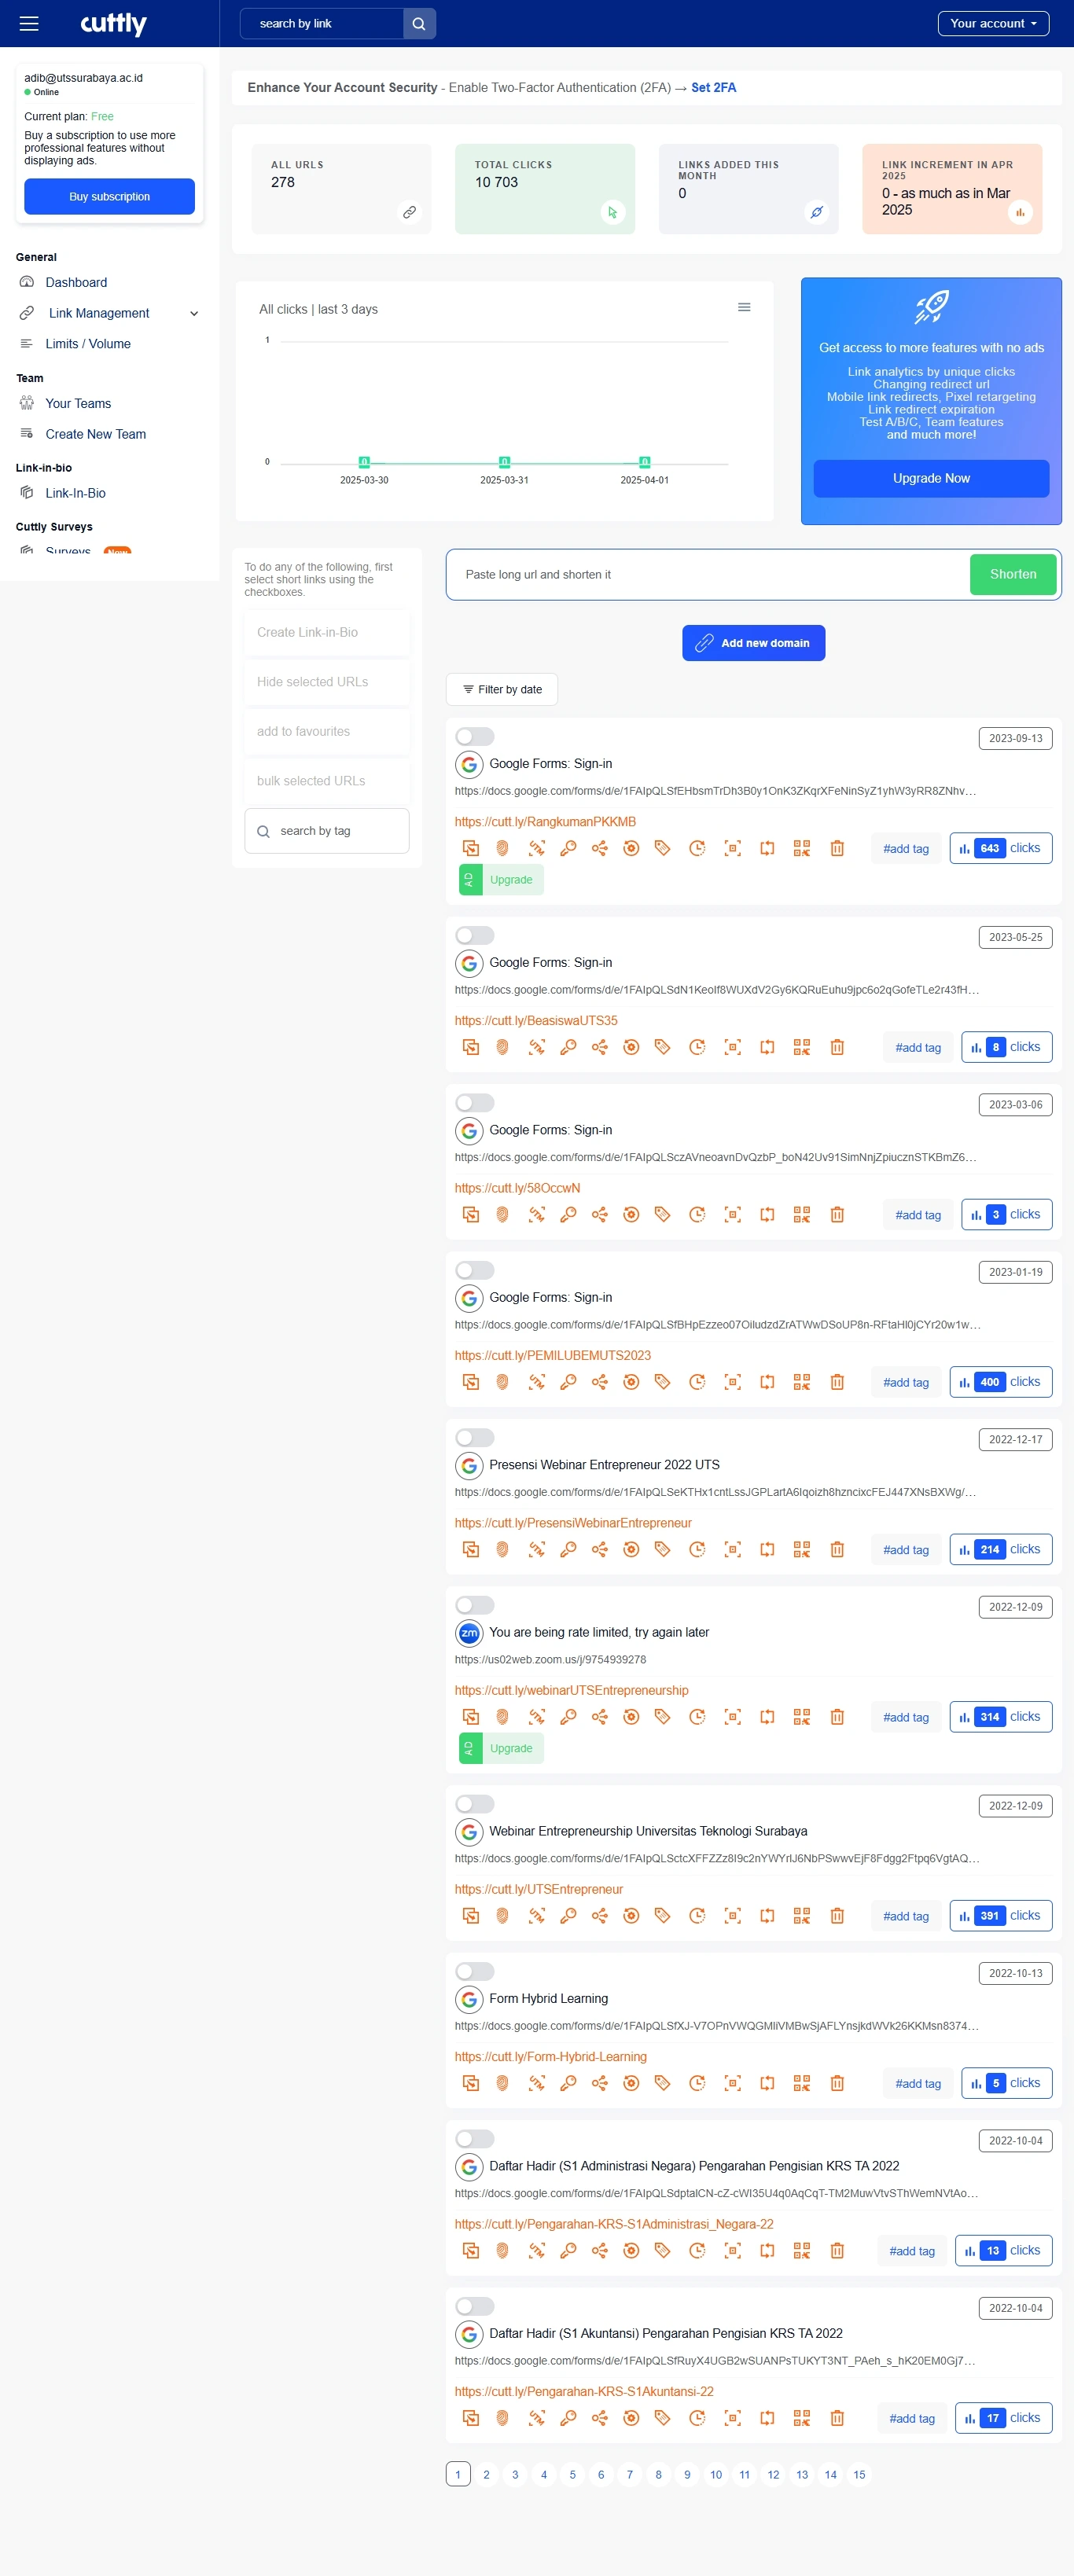 cuttly
search by link
Your account
adib@utssurabaya.ac.id
Online
Current plan: Free
Buy a subscription to use more
professional features without
displaying ads.
Buy subscription
General
Dashboard
Link Management
Limits / Volume
Team
Your Teams
Create New Team
Link-in-bio
Link-In-Bio
Cuttly Surveys
Surveys New
Enhance Your Account Security - Enable Two-Factor Authentication (2FA) → Set 2FA
ALL URLS
278
TOTAL CLICKS
10 703
LINKS ADDED THIS
MONTH
0
LINK INCREMENT IN APR
2025
0 - as much as in Mar
2025
All clicks | last 3 days
1
0
0 0 0
2025-03-30 2025-03-31 2025-04-01
Get access to more features with no ads
Link analytics by unique clicks
Changing redirect url
Mobile link redirects, Pixel retargeting
Link redirect expiration
Test A/B/C, Team features
and much more!
Upgrade Now
To do any of the following, first
select short links using the
checkboxes.
Create Link-in-Bio
Hide selected URLs
add to favourites
bulk selected URLs
search by tag
Paste long url and shorten it
Shorten
Add new domain
Filter by date
2023-09-13
Google Forms: Sign-in
https://docs.google.com/forms/d/e/1FAIpQLSfEHbsmTrDh3B0y1OnK3ZKqrXFeNinSyZ1yhW3yRR8ZNhv...
https://cutt.ly/RangkumanPKKMB
#add tag 643 clicks
AD Upgrade
2023-05-25
Google Forms: Sign-in
https://docs.google.com/forms/d/e/1FAIpQLSdN1KeoIf8WUXdV2Gy6KQRuEuhu9jpc6o2qGofeTLe2r43fH...
https://cutt.ly/BeasiswaUTS35
#add tag 8 clicks
2023-03-06
Google Forms: Sign-in
https://docs.google.com/forms/d/e/1FAIpQLSczAVneoavnDvQzbP_boN42Uv91SimNnjZpiucznSTKBmZ6...
https://cutt.ly/58OccwN
#add tag 3 clicks
2023-01-19
Google Forms: Sign-in
https://docs.google.com/forms/d/e/1FAIpQLSfBHpEzzeo07OiludzdZrATWwDSoUP8n-RFtaHl0jCYr20w1w...
https://cutt.ly/PEMILUBEMUTS2023
#add tag 400 clicks
2022-12-17
Presensi Webinar Entrepreneur 2022 UTS
https://docs.google.com/forms/d/e/1FAIpQLSeKTHx1cntLssJGPLartA6Iqoizh8hzncixcFEJ447XNsBXWg/...
https://cutt.ly/PresensiWebinarEntrepreneur
#add tag 214 clicks
2022-12-09
zm You are being rate limited, try again later
https://us02web.zoom.us/j/9754939278
https://cutt.ly/webinarUTSEntrepreneurship
#add tag 314 clicks
AD Upgrade
2022-12-09
Webinar Entrepreneurship Universitas Teknologi Surabaya
https://docs.google.com/forms/d/e/1FAIpQLSctcXFFZZz8I9c2nYWYrIJ6NbPSwwvEjF8Fdgg2Ftpq6VgtAQ...
https://cutt.ly/UTSEntrepreneur
#add tag 391 clicks
2022-10-13
Form Hybrid Learning
https://docs.google.com/forms/d/e/1FAIpQLSfXJ-V7OPnVWQGMIiVMBwSjAFLYnsjkdWVk26KKMsn8374...
https://cutt.ly/Form-Hybrid-Learning
#add tag 5 clicks
2022-10-04
Daftar Hadir (S1 Administrasi Negara) Pengarahan Pengisian KRS TA 2022
https://docs.google.com/forms/d/e/1FAIpQLSdptalCN-cZ-cWI35U4q0AqCqT-TM2MuwVtvSThWemNVtAo...
https://cutt.ly/Pengarahan-KRS-S1Administrasi_Negara-22
#add tag 13 clicks
2022-10-04
Daftar Hadir (S1 Akuntansi) Pengarahan Pengisian KRS TA 2022
https://docs.google.com/forms/d/e/1FAIpQLSfRuyX4UGB2wSUANPsTUKYT3NT_PAeh_s_hK20EM0Gj7...
https://cutt.ly/Pengarahan-KRS-S1Akuntansi-22
#add tag 17 clicks
1 2 3 4 5 6 7 8 9 10 11 12 13 14 15